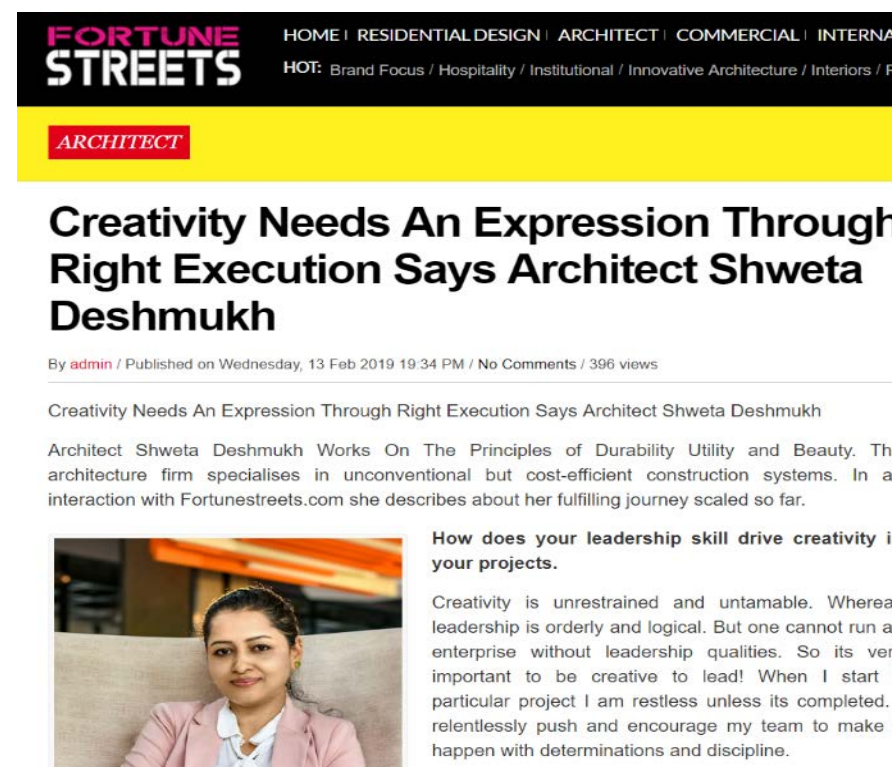 FORTUNE
STREETS
HOME | RESIDENTIAL DESIGN | ARCHITECT | COMMERCIAL | INTERNA
HOT: Brand Focus / Hospitality / Institutional / Innovative Architecture / Interiors /
ARCHITECT
Creativity Needs An Expression Through
Right Execution Says Architect Shweta
Deshmukh
By admin / Published on Wednesday, 13 Feb 2019 19:34 PM / No Comments / 396 views
Creativity Needs An Expression Through Right Execution Says Architect Shweta Deshmukh
Architect Shweta Deshmukh Works On The Principles of Durability Utility and Beauty. Th
architecture firm specialises in unconventional but cost-efficient construction systems. In a
interaction with Fortunestreets.com she describes about her fulfilling journey scaled so far.
How does your leadership skill drive creativity i
your projects.
Creativity is unrestrained and untamable. Wherea
leadership is orderly and logical. But one cannot run a
enterprise without leadership qualities. So its ver
important to be creative to lead! When I start
particular project I am restless unless its completed.
relentlessly push and encourage my team to make
happen with determinations and discipline.